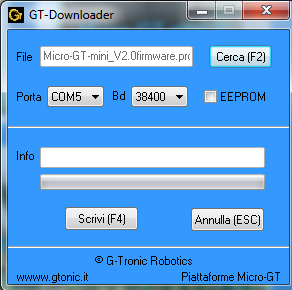 GT-Downloader
File Micro-GT-mini_V2.0firmware.pro Cerca (F2)
Porta COM5 Bd 38400 EEPROM
Info
Scrivi (F4) Annulla (ESC)
© G-Tronic Robotics
wwww.gtonic.it Piattaforme Micro-GT